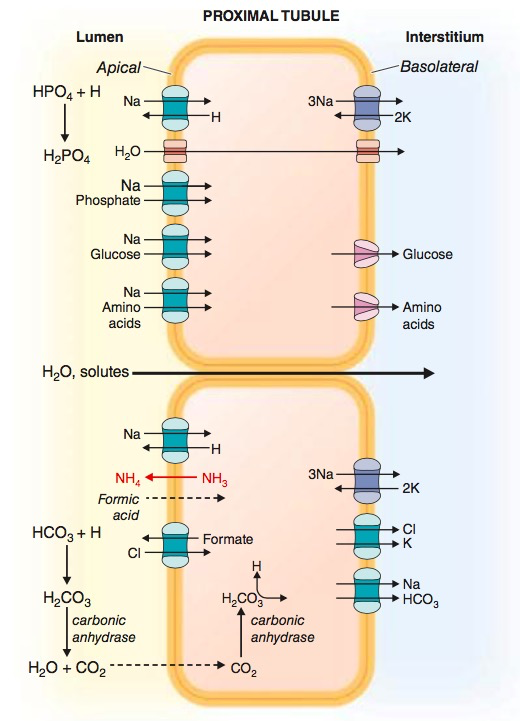 PROXIMAL TUBULE
Lumen
Interstitium
Apical
Basolateral
HPO₄ + H
H₂PO₄
Na
H
3Na
2K
H₂O
Na
Phosphate
Na
Glucose
Glucose
Na
Amino
acids
Amino
acids
H₂O, solutes
Na
H
NH₄
NH₃
Formic
acid
3Na
2K
HCO₃ + H
Formate
Cl
Cl
K
H
H₂CO₃
H₂CO₃
Na
HCO₃
carbonic
anhydrase
carbonic
anhydrase
H₂O + CO₂
CO₂